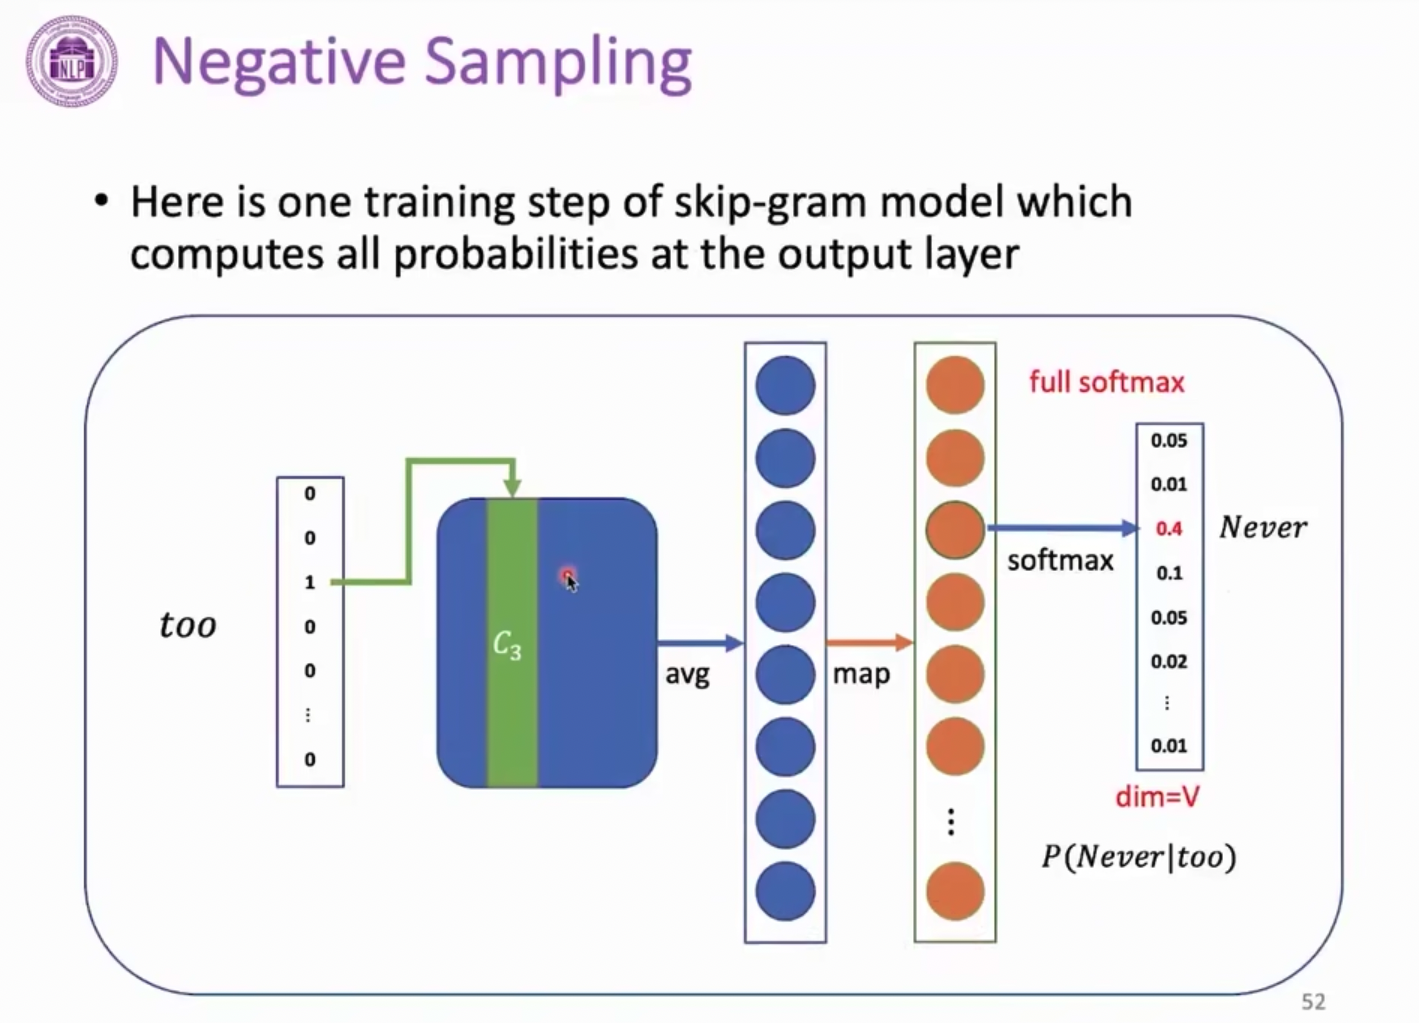 NLP
Negative Sampling
• Here is one training step of skip-gram model which
computes all probabilities at the output layer
too
0
0
1
0
0
⋮
0
C₃
avg
map
⋮
full softmax
softmax
0.05
0.01
0.4
0.1
0.05
0.02
⋮
0.01
Never
dim=V
P(Never|too)
52